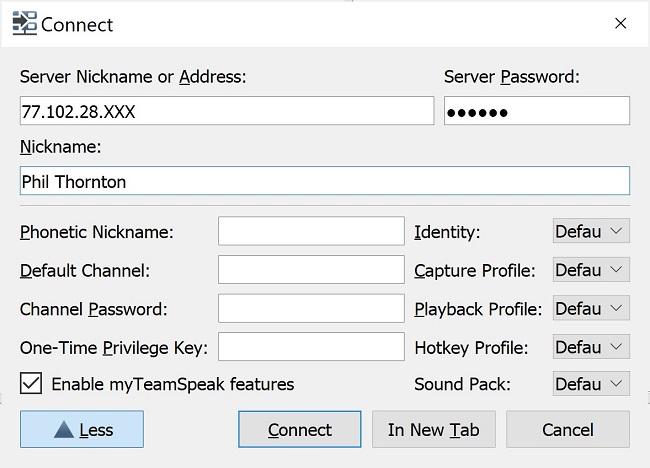 Connect
Server Nickname or Address: Server Password:
77.102.28.XXX ●●●●●●
Nickname:
Phil Thornton
Phonetic Nickname: Identity: Defau
Default Channel: Capture Profile: Defau
Channel Password: Playback Profile: Defau
One-Time Privilege Key: Hotkey Profile: Defau
Enable myTeamSpeak features Sound Pack: Defau
Less Connect In New Tab Cancel